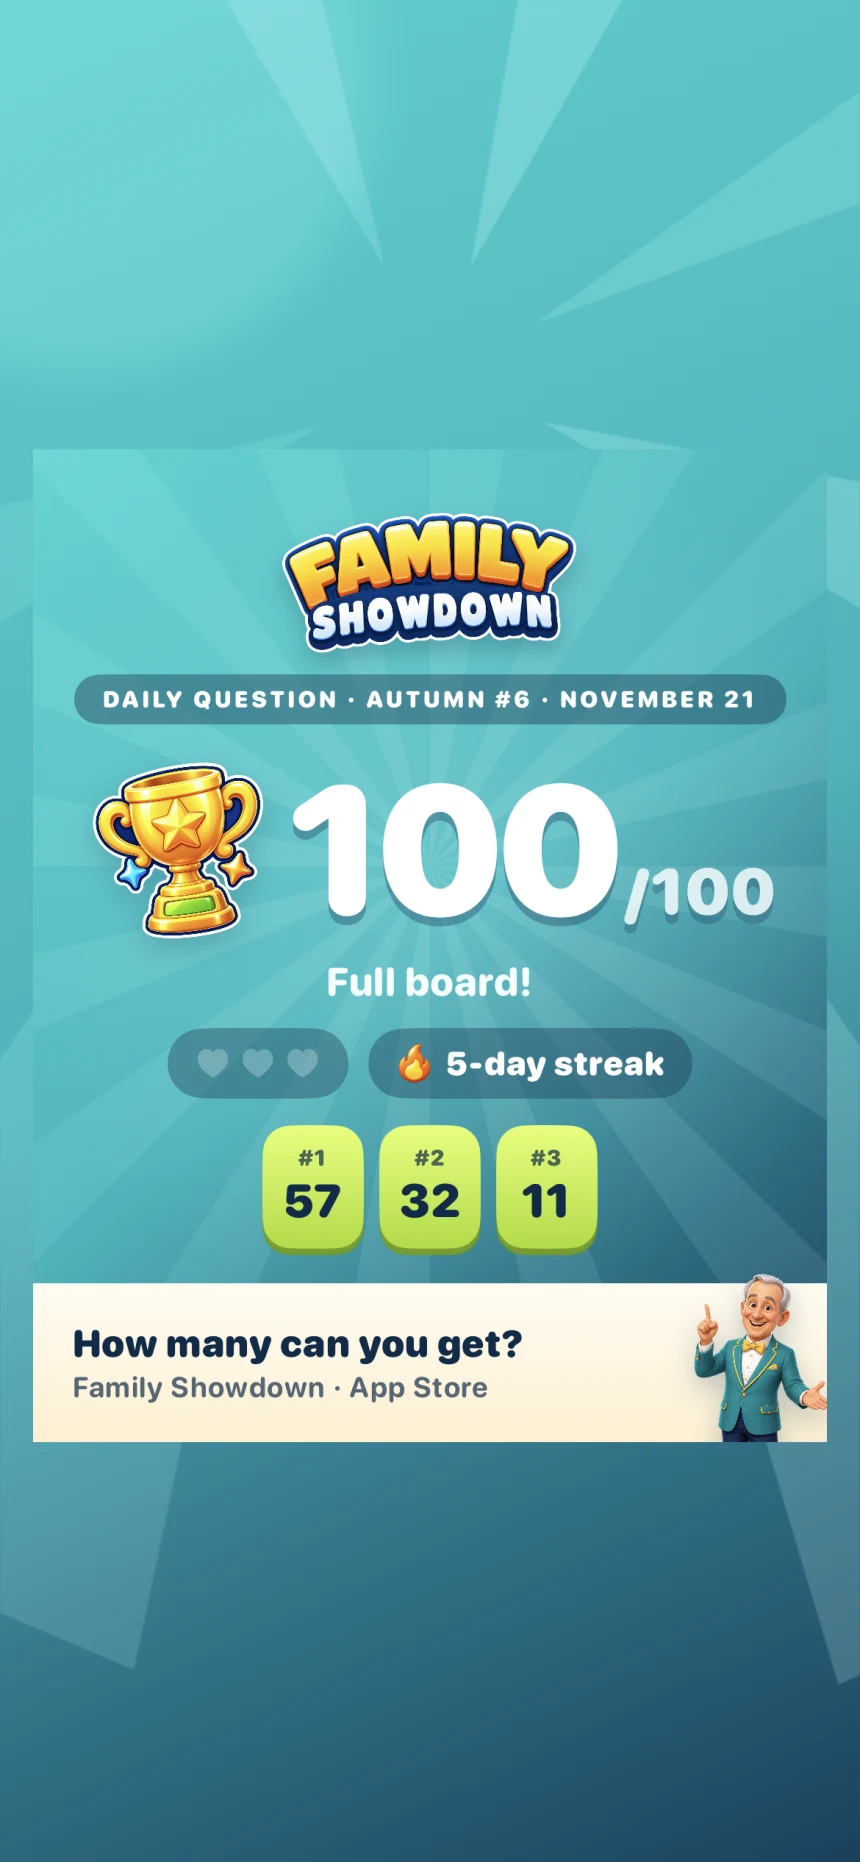 FAMILY
SHOWDOWN
DAILY QUESTION · AUTUMN #6 · NOVEMBER 21
100/100
Full board!
5-day streak
#1 #2 #3
57 32 11
How many can you get?
Family Showdown · App Store